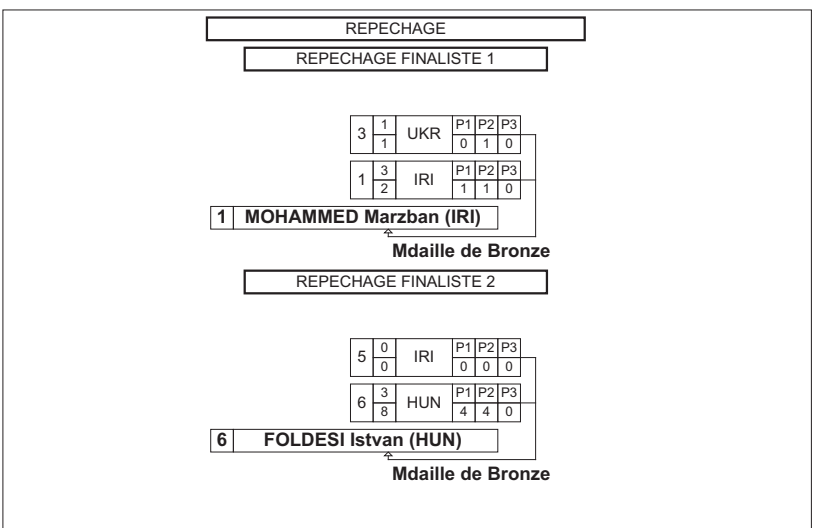 REPECHAGE
REPECHAGE FINALISTE 1
3 1 UKR P1 P2 P3
1 0 1 0
1 3 IRI P1 P2 P3
2 1 1 0
1 MOHAMMED Marzban (IRI)
Mdaille de Bronze
REPECHAGE FINALISTE 2
5 0 IRI P1 P2 P3
0 0 0 0
6 3 HUN P1 P2 P3
8 4 4 0
6 FOLDESI Istvan (HUN)
Mdaille de Bronze